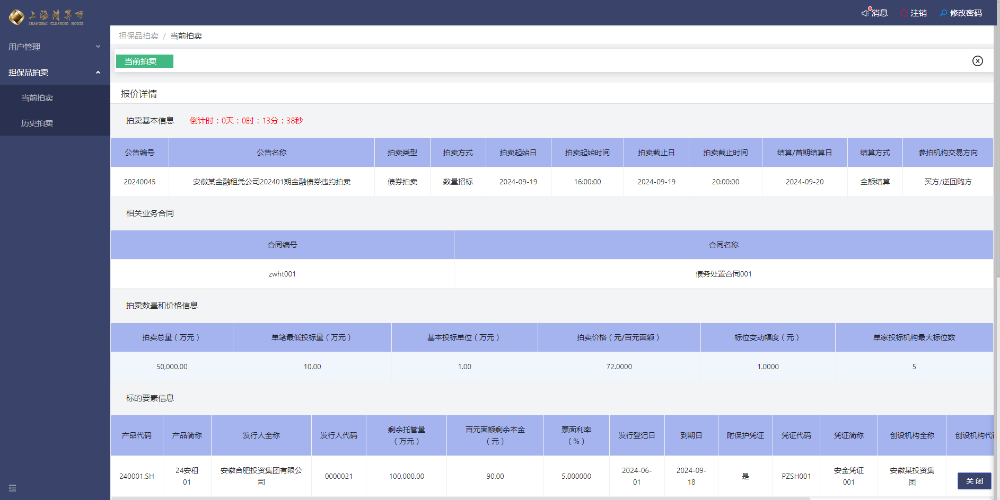 上海清算所
SHANGHAI CLEARING HOUSE
消息
注销
修改密码
用户管理
担保品拍卖
当前拍卖
历史拍卖
担保品拍卖 / 当前拍卖
当前拍卖
报价详情
拍卖基本信息 倒计时：0天：0时：13分：38秒
公告编号 公告名称 拍卖类型 拍卖方式 拍卖起始日 拍卖起始时间 拍卖截止日 拍卖截止时间 结算/首期结算日 结算方式 参拍机构交易方向
20240045 安徽某金融租凭公司202401期金融债券违约拍卖 债券拍卖 数量招标 2024-09-19 16:00:00 2024-09-19 20:00:00 2024-09-20 全额结算 买方/逆回购方
相关业务合同
合同编号 合同名称
zwht001 债务处置合同001
拍卖数量和价格信息
拍卖总量（万元） 单笔最低投标量（万元） 基本投标单位（万元） 拍卖价格（元/百元面额） 标位变动幅度（元） 单家投标机构最大标位数
50,000.00 10.00 1.00 72.0000 1.0000 5
标的要素信息
产品代码 产品简称 发行人全称 发行人代码 剩余托管量（万元） 百元面额剩余本金（元） 票面利率（%） 发行登记日 到期日 附保护凭证 凭证代码 凭证简称 创设机构全称 创设机构代
240001.SH 24安租01 安徽合肥投资集团有限公司 0000021 100,000.00 90.00 5.000000 2024-06-01 2024-09-18 是 PZSH001 安金凭证001 安徽某投资集团
关闭